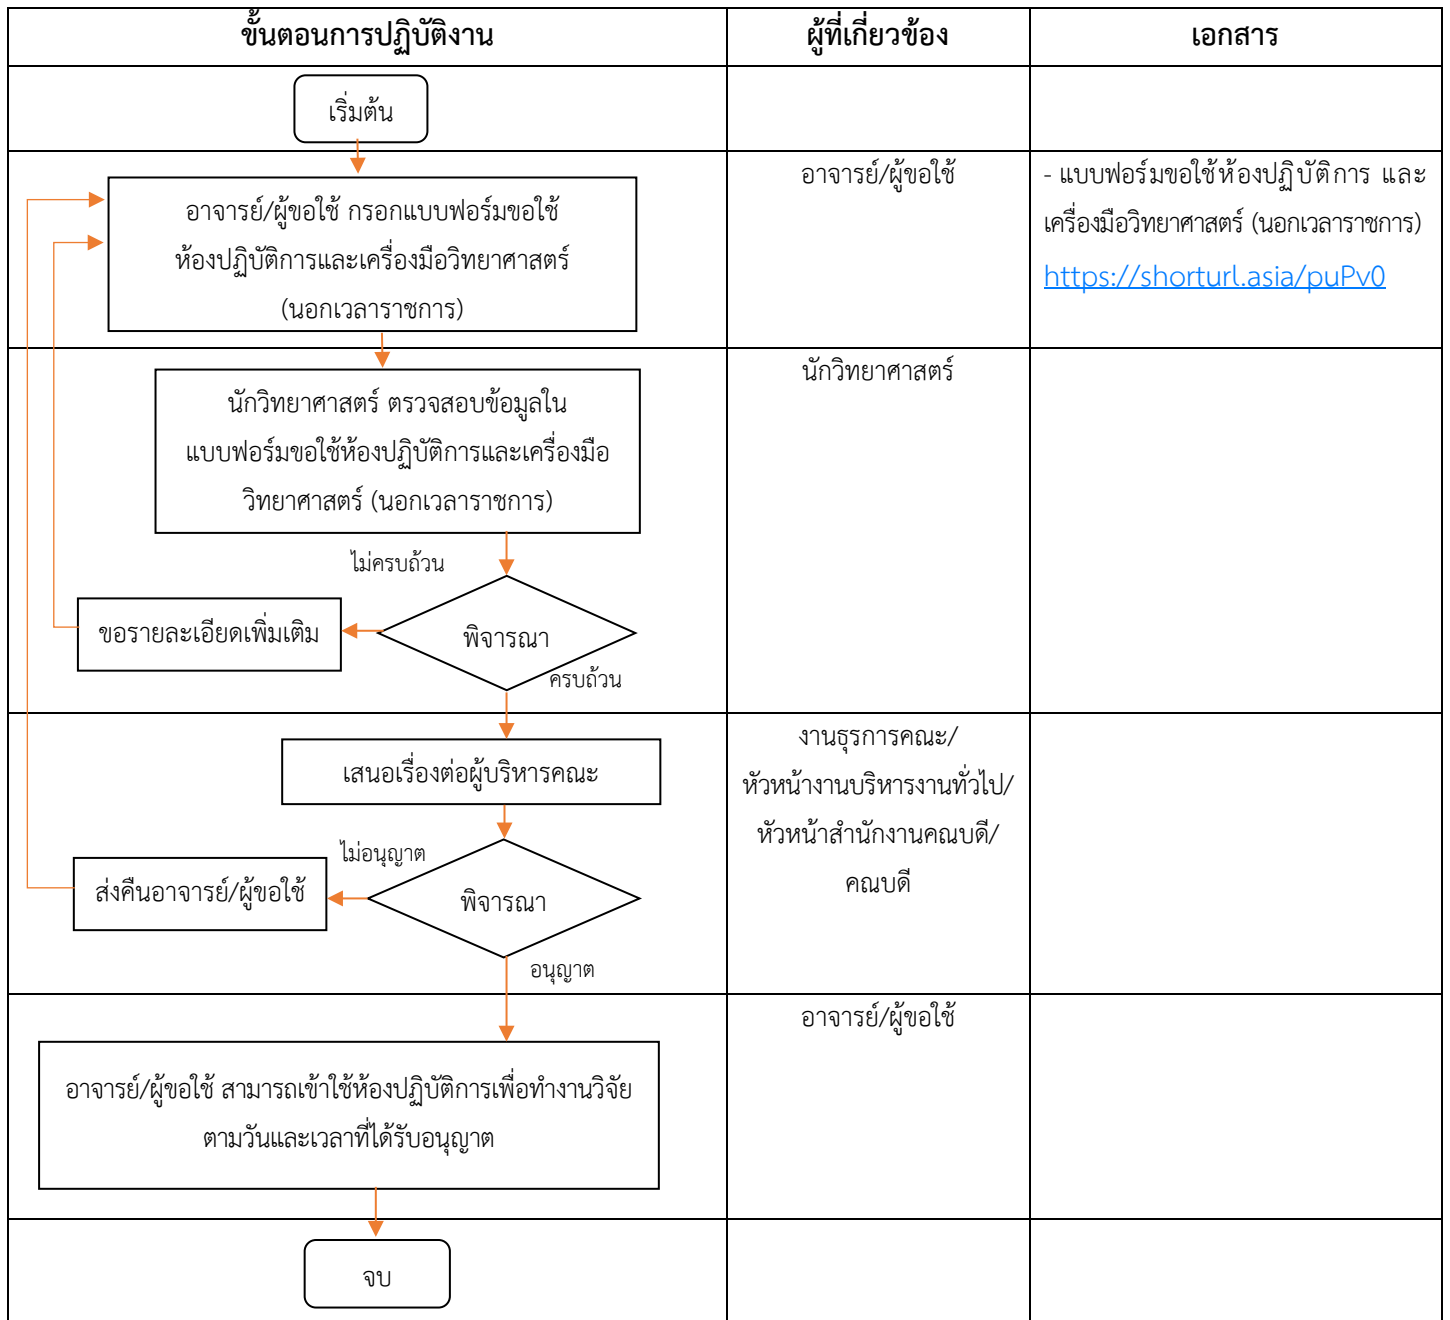 ขั้นตอนการปฏิบัติงาน
ผู้ที่เกี่ยวข้อง
เอกสาร
เริ่มต้น
อาจารย์/ผู้ขอใช้ กรอกแบบฟอร์มขอใช้
ห้องปฏิบัติการและเครื่องมือวิทยาศาสตร์
(นอกเวลาราชการ)
อาจารย์/ผู้ขอใช้
- แบบฟอร์มขอใช้ห้องปฏิบัติการ และ
เครื่องมือวิทยาศาสตร์ (นอกเวลาราชการ)
https://shorturl.asia/puPv0
นักวิทยาศาสตร์ ตรวจสอบข้อมูลใน
แบบฟอร์มขอใช้ห้องปฏิบัติการและเครื่องมือ
วิทยาศาสตร์ (นอกเวลาราชการ)
นักวิทยาศาสตร์
ไม่ครบถ้วน
ขอรายละเอียดเพิ่มเติม
พิจารณา
ครบถ้วน
เสนอเรื่องต่อผู้บริหารคณะ
งานธุรการคณะ/
หัวหน้างานบริหารงานทั่วไป/
หัวหน้าสำนักงานคณบดี/
คณบดี
ไม่อนุญาต
ส่งคืนอาจารย์/ผู้ขอใช้
พิจารณา
อนุญาต
อาจารย์/ผู้ขอใช้ สามารถเข้าใช้ห้องปฏิบัติการเพื่อทำงานวิจัย
ตามวันและเวลาที่ได้รับอนุญาต
อาจารย์/ผู้ขอใช้
จบ